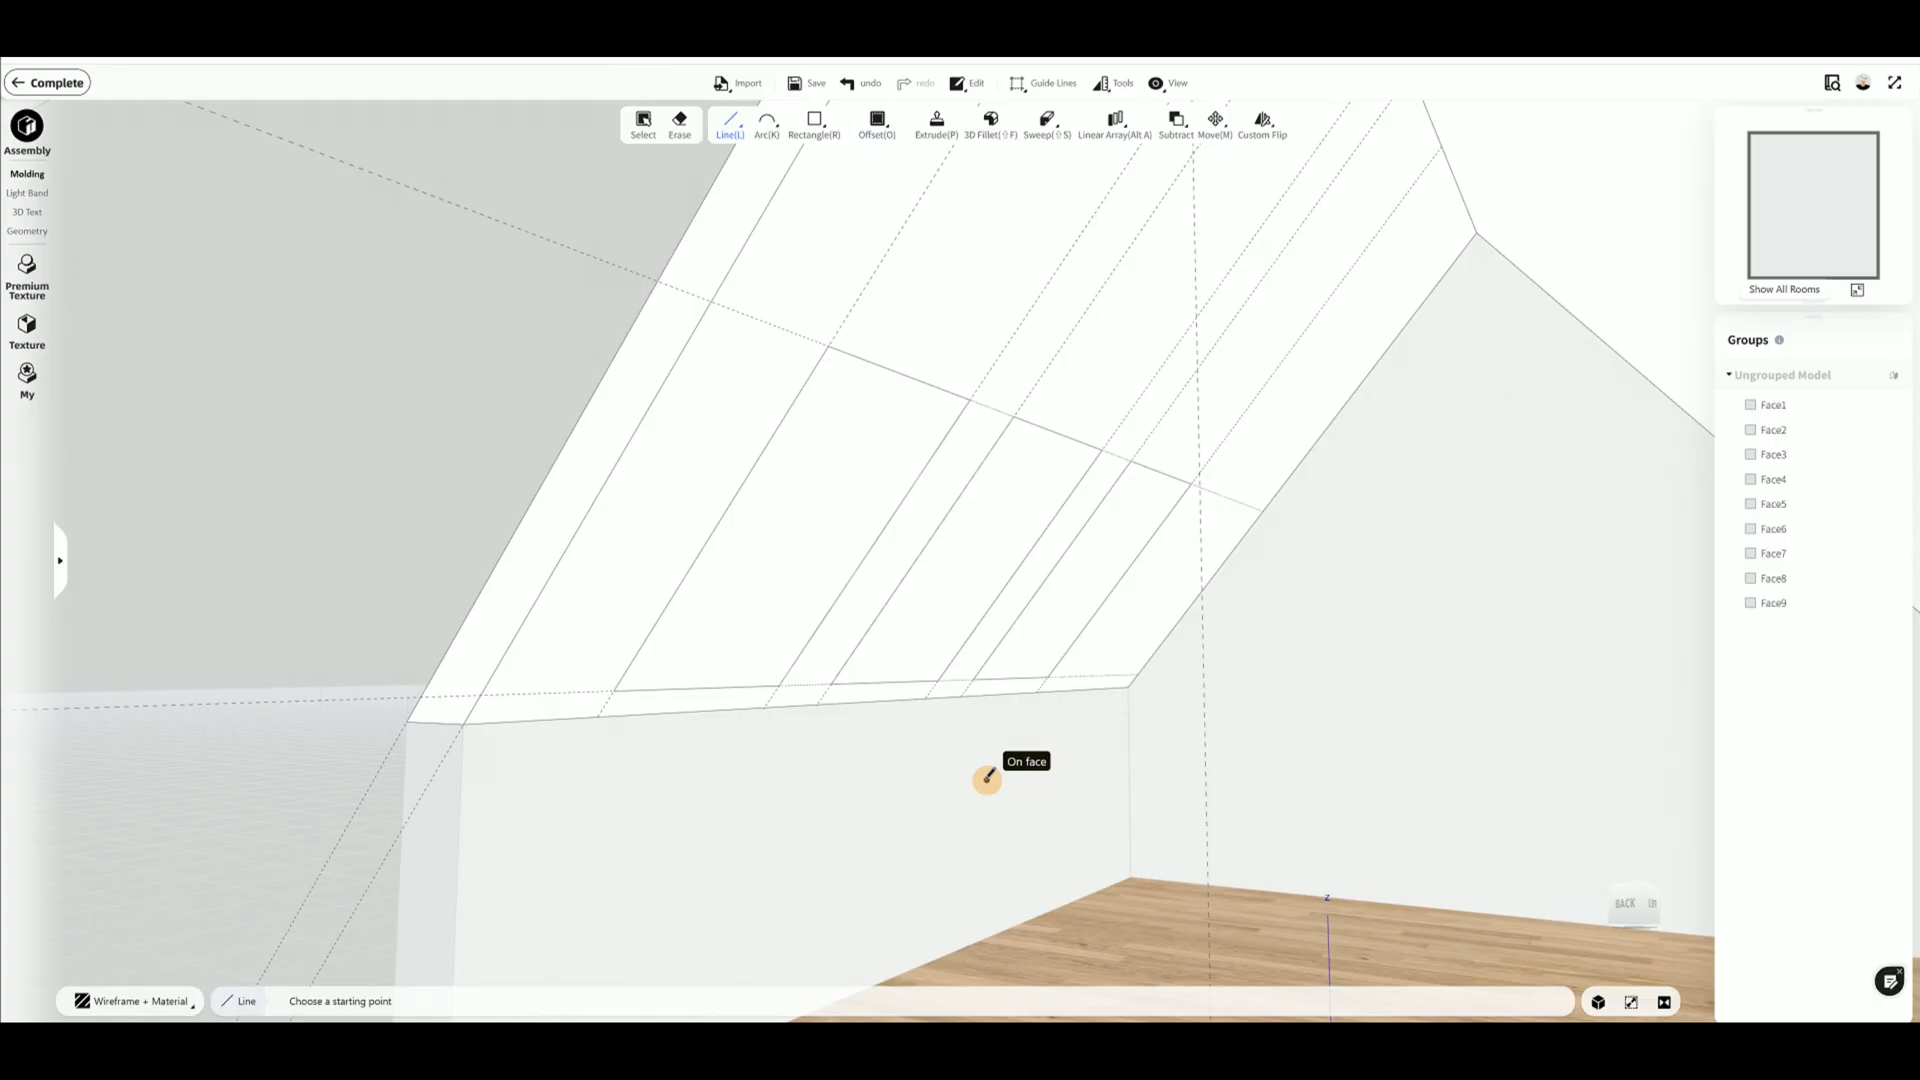 Complete
Import
Save
undo
redo
Edit
Guide Lines
Tools
View
Select
Erase
Line(L)
Arc(K)
Rectangle(R)
Offset(O)
Extrude(P)
3D Fillet(⇧F)
Sweep(⇧S)
Linear Array(Alt A)
Subtract
Move(M)
Custom Flip
Assembly
Molding
Light Band
3D Text
Geometry
Premium
Texture
Texture
My
Show All Rooms
Groups
Ungrouped Model
Face1
Face2
Face3
Face4
Face5
Face6
Face7
Face8
Face9
On face
z
BACK
Wireframe + Material
Line
Choose a starting point